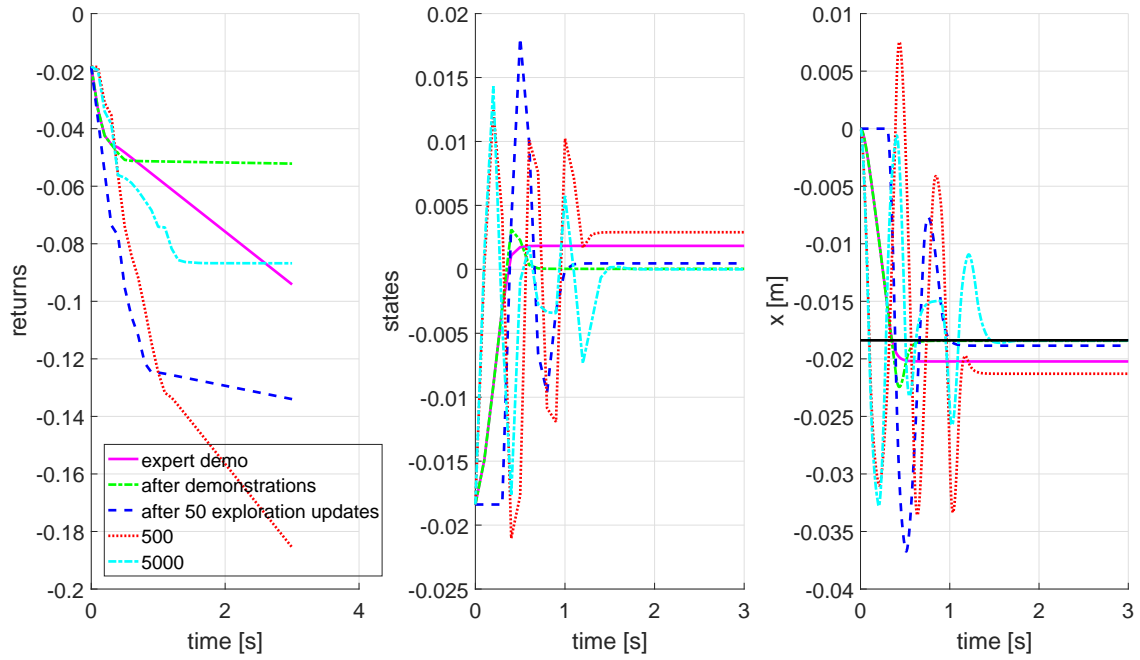 0
-0.02
-0.04
-0.06
-0.08
-0.1
-0.12
-0.14
-0.16
-0.18
-0.2
returns
0 2 4
time [s]
expert demo
after demonstrations
after 50 exploration updates
500
5000
0.02
0.015
0.01
0.005
0
-0.005
-0.01
-0.015
-0.02
-0.025
states
0 1 2 3
time [s]
0.01
0.005
0
-0.005
-0.01
-0.015
-0.02
-0.025
-0.03
-0.035
-0.04
x [m]
0 1 2 3
time [s]